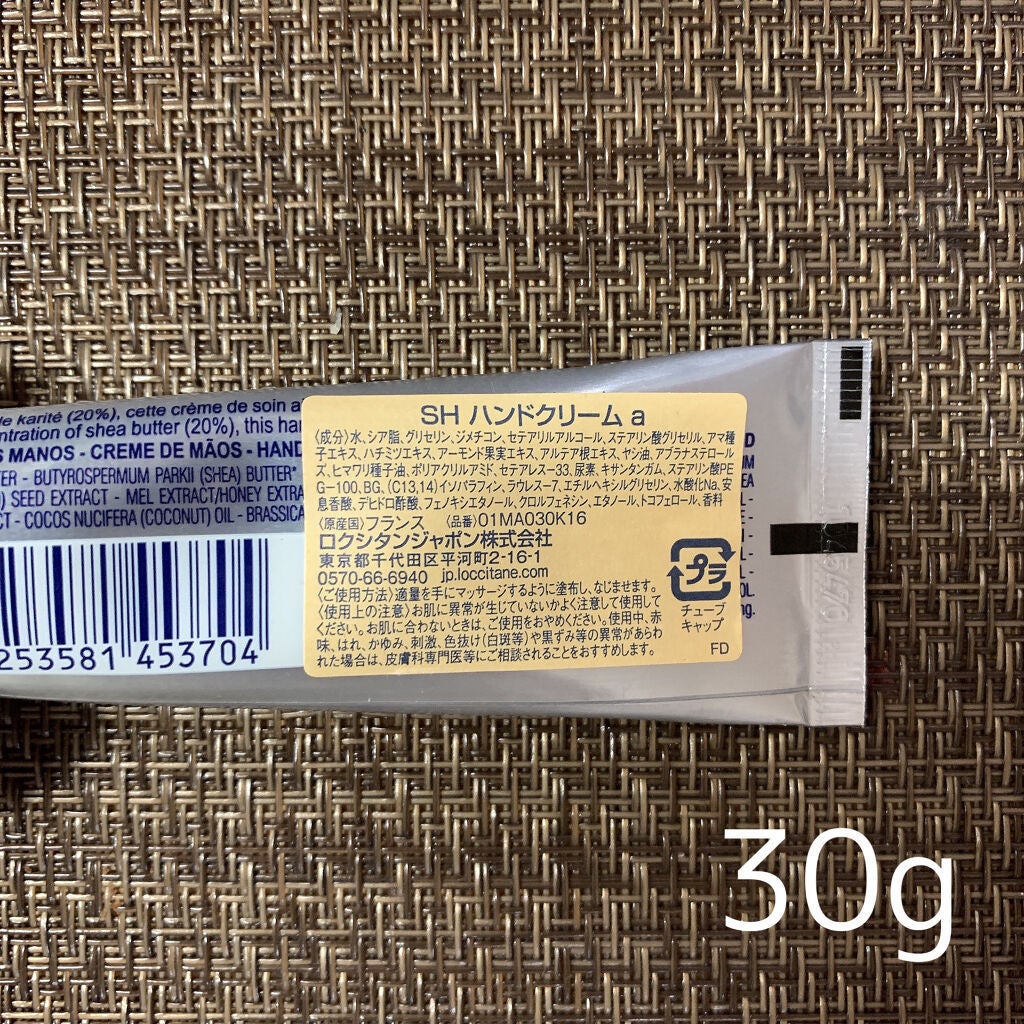 de karité (20%), cette crème de soin a
ntration of shea butter (20%), this han
S MANOS - CREME DE MÃOS - HAND
TER - BUTYROSPERMUM PARKII (SHEA) BUTTER*
) SEED EXTRACT - MEL EXTRACT/HONEY EXTRA
CT - COCOS NUCIFERA (COCONUT) OIL - BRASSICA
253581 453704
SH ハンドクリーム a
〈成分〉水、シア脂、グリセリン、ジメチコン、セテアリルアルコール、ステアリン酸グリセリル、アマ種
子エキス、ハチミツエキス、アーモンド果実エキス、アルテア根エキス、ヤシ油、アブラナステロール
ズ、ヒマワリ種子油、ポリアクリルアミド、セテアレス-33、尿素、キサンタンガム、ステアリン酸PE
G-100、BG、(C13,14)イソパラフィン、ラウレス-7、エチルヘキシルグリセリン、水酸化Na、安
息香酸、デヒドロ酢酸、フェノキシエタノール、クロルフェネシン、エタノール、トコフェロール、香料
〈原産国〉フランス 〈品番〉01MA030K16
ロクシタンジャポン株式会社
東京都千代田区平河町2-16-1
0570-66-6940 jp.loccitane.com
〈ご使用方法〉適量を手にマッサージするように塗布し、なじませます。
〈使用上の注意〉お肌に異常が生じていないかよく注意して使用して
ください。お肌に合わないときは、ご使用をおやめください。使用中、赤
味、はれ、かゆみ、刺激、色抜け(白斑等)や黒ずみ等の異常があらわ
れた場合は、皮膚科専門医等にご相談されることをおすすめします。
プラ
チューブ
キャップ
FD
30g